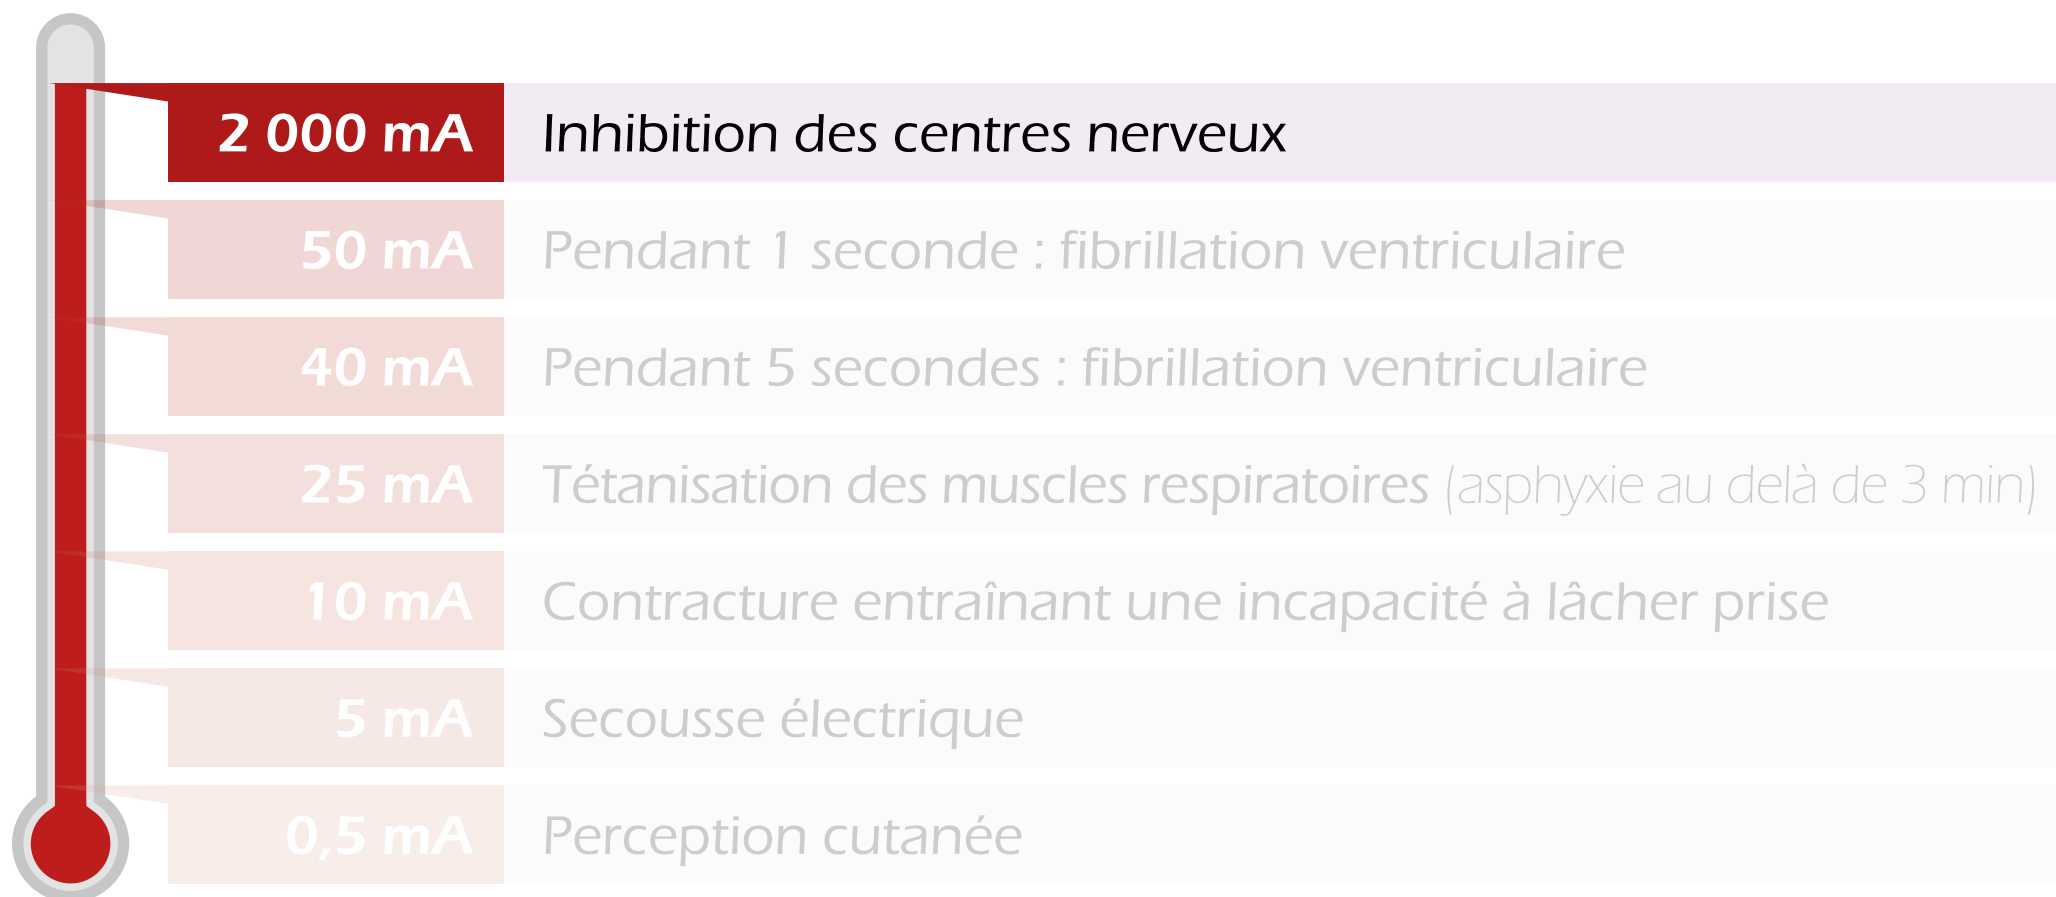 2 000 mA Inhibition des centres nerveux
50 mA Pendant 1 seconde : fibrillation ventriculaire
40 mA Pendant 5 secondes : fibrillation ventriculaire
25 mA Tétanisation des muscles respiratoires (asphyxie au delà de 3 min)
10 mA Contracture entraînant une incapacité à lâcher prise
5 mA Secousse électrique
0,5 mA Perception cutanée